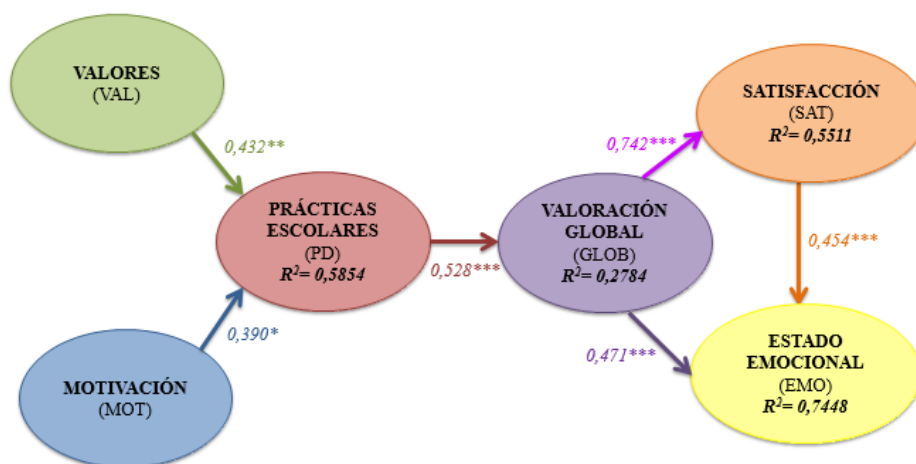 VALORES
(VAL)
0,432**
MOTIVACIÓN
(MOT)
0,390*
PRÁCTICAS
ESCOLARES
(PD)
R²= 0,5854
0,528***
VALORACIÓN
GLOBAL
(GLOB)
R²= 0,2784
0,742***
SATISFACCIÓN
(SAT)
R²= 0,5511
0,454***
0,471***
ESTADO
EMOCIONAL
(EMO)
R²= 0,7448